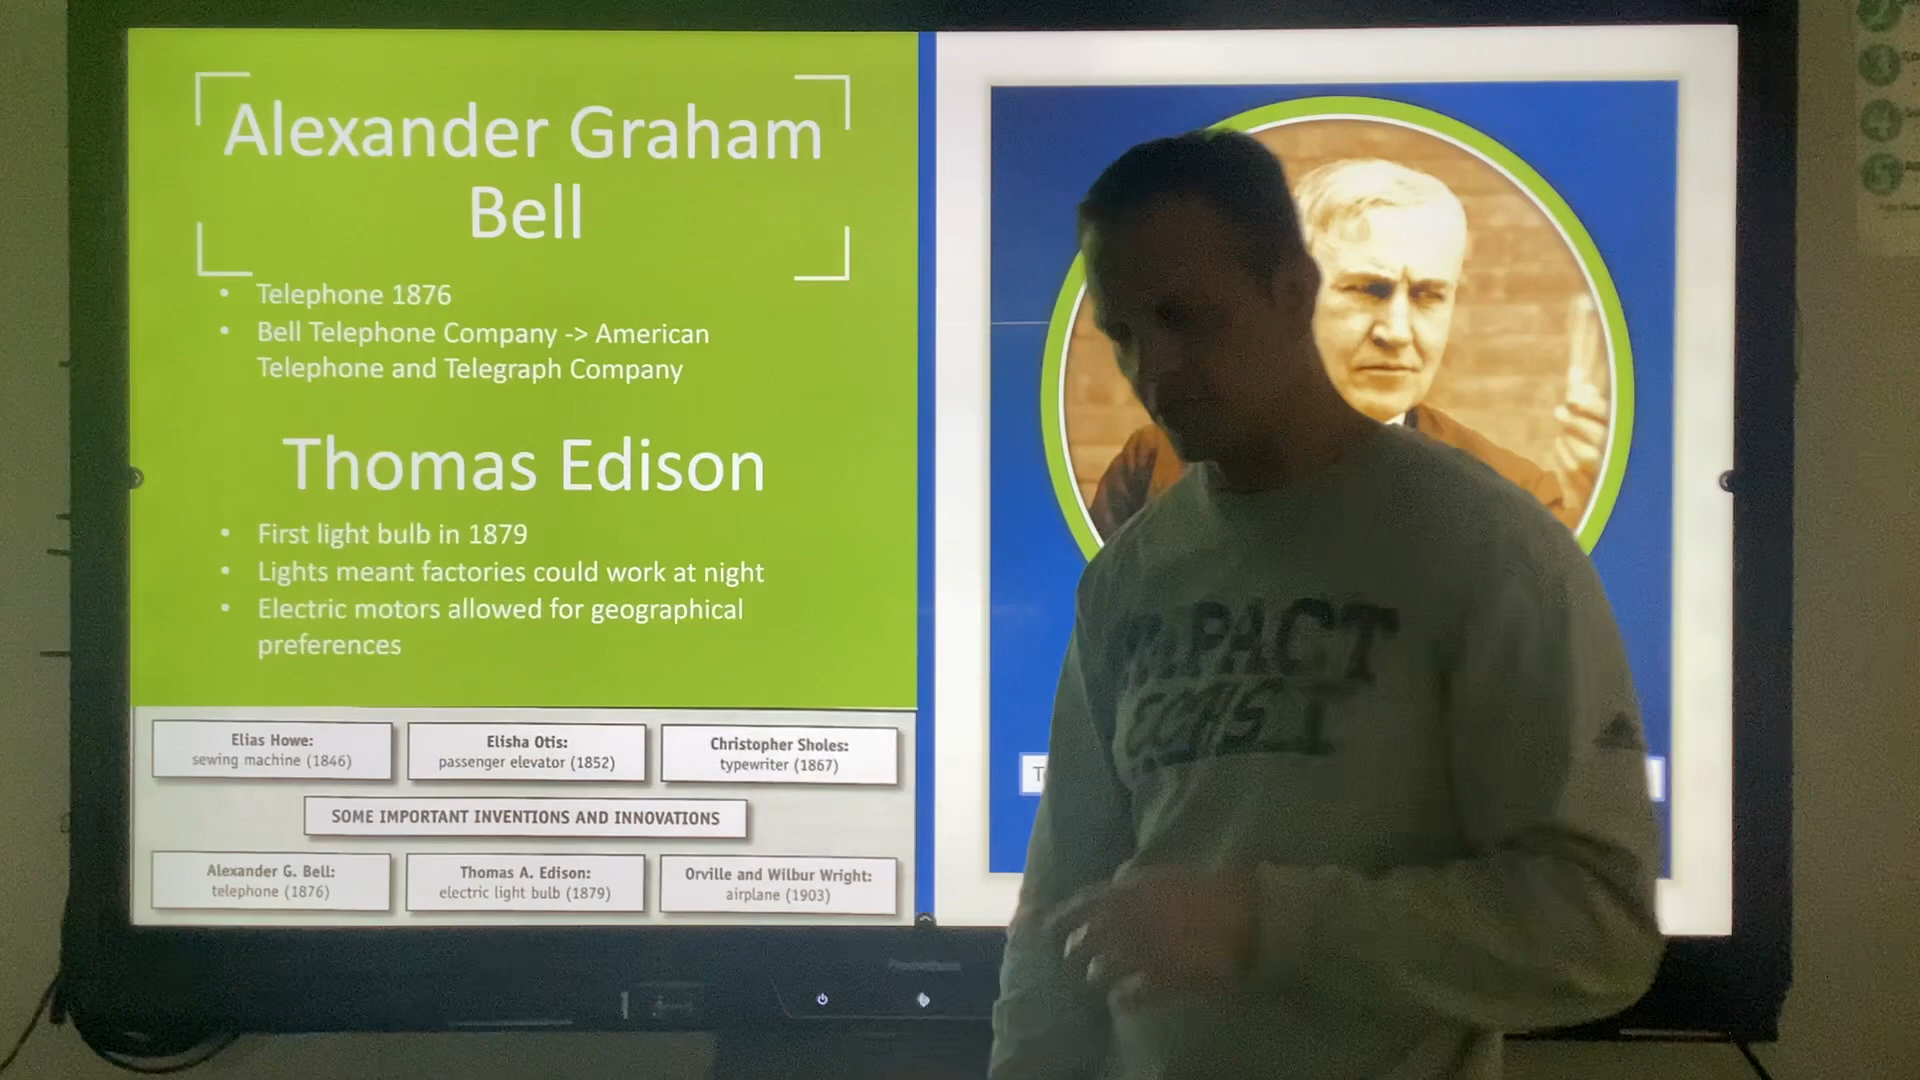 Alexander Graham
Bell
• Telephone 1876
• Bell Telephone Company -> American
Telephone and Telegraph Company
Thomas Edison
• First light bulb in 1879
• Lights meant factories could work at night
• Electric motors allowed for geographical
preferences
Elias Howe:
sewing machine (1846)
Elisha Otis:
passenger elevator (1852)
Christopher Sholes:
typewriter (1867)
SOME IMPORTANT INVENTIONS AND INNOVATIONS
Alexander G. Bell:
telephone (1876)
Thomas A. Edison:
electric light bulb (1879)
Orville and Wilbur Wright:
airplane (1903)